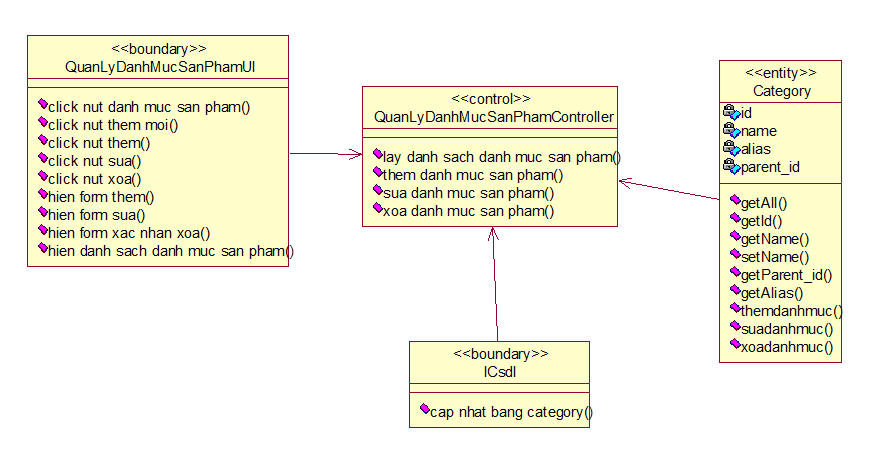 <<boundary>>
QuanLyDanhMucSanPhamUI
click nut danh muc san pham()
click nut them moi()
click nut them()
click nut sua()
click nut xoa()
hien form them()
hien form sua()
hien form xac nhan xoa()
hien danh sach danh muc san pham()
<<control>>
QuanLyDanhMucSanPhamController
lay danh sach danh muc san pham()
them danh muc san pham()
sua danh muc san pham()
xoa danh muc san pham()
<<entity>>
Category
id
name
alias
parent_id
getAll()
getId()
getName()
setName()
getParent_id()
getAlias()
themdanhmuc()
suadanhmuc()
xoadanhmuc()
<<boundary>>
ICsdl
cap nhat bang category()